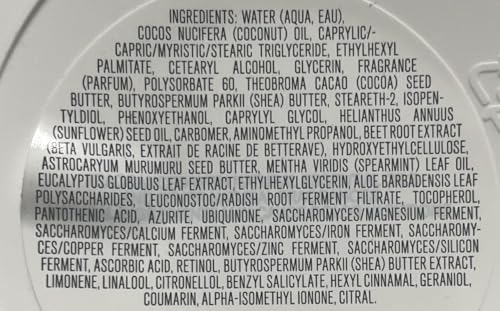 INGREDIENTS: WATER (AQUA, EAU),
COCOS NUCIFERA (COCONUT) OIL, CAPRYLIC/-
CAPRIC/MYRISTIC/STEARIC TRIGLYCERIDE, ETHYLHEXYL
PALMITATE, CETEARYL ALCOHOL, GLYCERIN, FRAGRANCE
(PARFUM), POLYSORBATE 60, THEOBROMA CACAO (COCOA) SEED
BUTTER, BUTYROSPERMUM PARKII (SHEA) BUTTER, STEARETH-2, ISOPEN-
TYLDIOL, PHENOXYETHANOL, CAPRYLYL GLYCOL, HELIANTHUS ANNUUS
(SUNFLOWER) SEED OIL, CARBOMER, AMINOMETHYL PROPANOL, BEET ROOT EXTRACT
(BETA VULGARIS, EXTRAIT DE RACINE DE BETTERAVE), HYDROXYETHYLCELLULOSE,
ASTROCARYUM MURUMURU SEED BUTTER, MENTHA VIRIDIS (SPEARMINT) LEAF OIL,
EUCALYPTUS GLOBULUS LEAF EXTRACT, ETHYLHEXYLGLYCERIN, ALOE BARBADENSIS LEAF
POLYSACCHARIDES, LEUCONOSTOC/RADISH ROOT FERMENT FILTRATE, TOCOPHEROL,
PANTOTHENIC ACID, AZURITE, UBIQUINONE, SACCHAROMYCES/MAGNESIUM FERMENT,
SACCHAROMYCES/CALCIUM FERMENT, SACCHAROMYCES/IRON FERMENT, SACCHAROMY-
CES/COPPER FERMENT, SACCHAROMYCES/ZINC FERMENT, SACCHAROMYCES/SILICON
FERMENT, ASCORBIC ACID, RETINOL, BUTYROSPERMUM PARKII (SHEA) BUTTER EXTRACT,
LIMONENE, LINALOOL, CITRONELLOL, BENZYL SALICYLATE, HEXYL CINNAMAL, GERANIOL,
COUMARIN, ALPHA-ISOMETHYL IONONE, CITRAL.